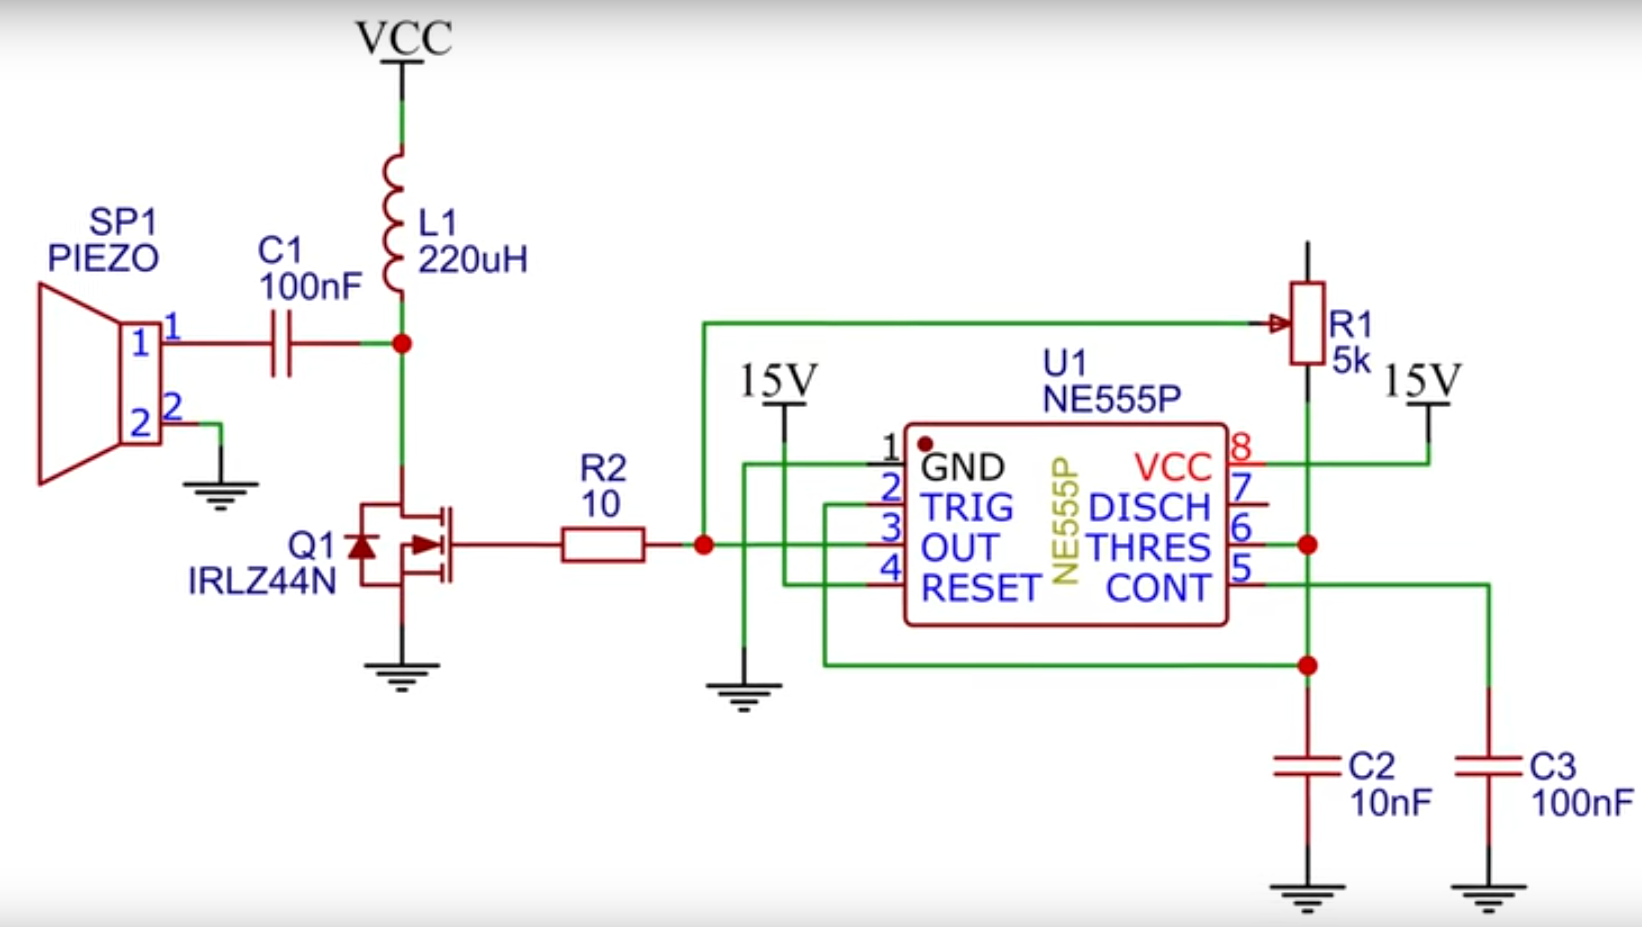 VCC
L1
220uH
SP1
PIEZO
C1
100nF
1
1
2
2
Q1
IRLZ44N
R2
10
15V
U1
NE555P
R1
5k
15V
1
GND
VCC
8
2
TRIG
DISCH
7
3
OUT
THRES
6
4
RESET
CONT
5
NE555P
C2
10nF
C3
100nF